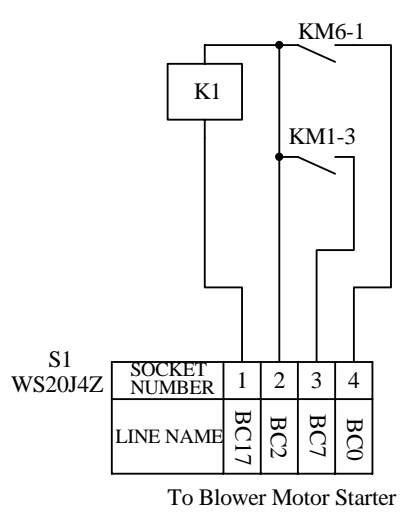 KM6-1
K1
KM1-3
S1
WS20J4Z
SOCKET
NUMBER
1
2
3
4
LINE NAME
BC17
BC2
BC7
BC0
To Blower Motor Starter